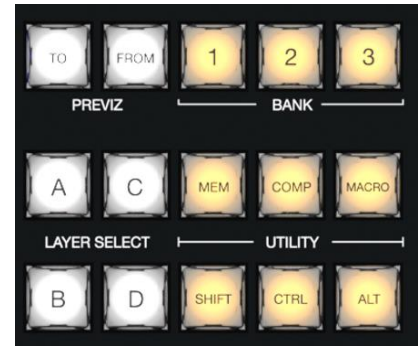 TO FROM 1 2 3
PREVIZ BANK
A C MEM COMP MACRO
LAYER SELECT UTILITY
B D SHIFT CTRL ALT